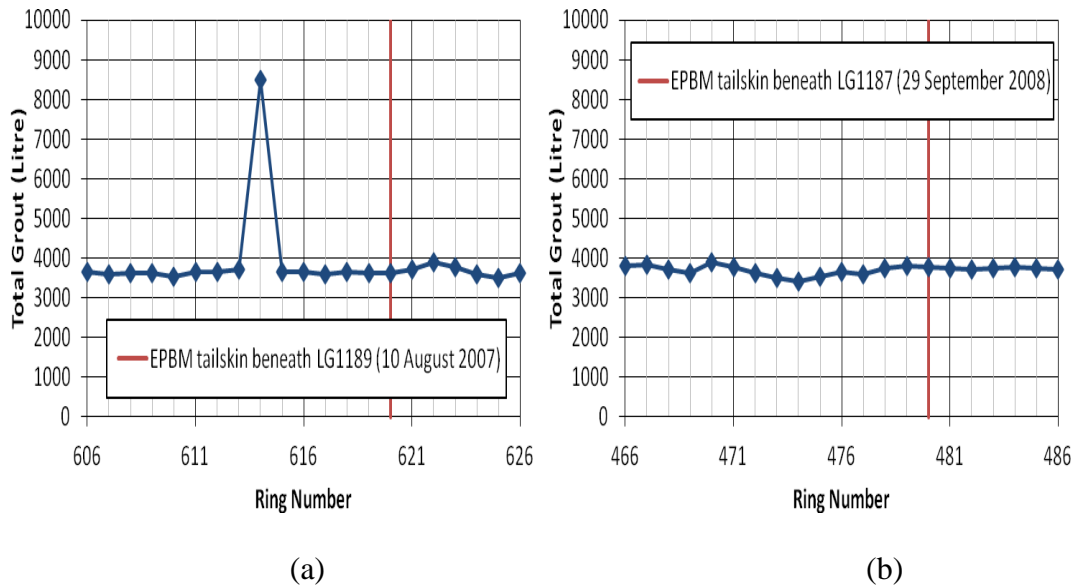 10000
9000
8000
7000
6000
5000
4000
3000
2000
1000
0
Total Grout (Litre)
EPBM tailskin beneath LG1189 (10 August 2007)
606 611 616 621 626
Ring Number
(a)
10000
9000
8000
7000
6000
5000
4000
3000
2000
1000
0
Total Grout (Litre)
EPBM tailskin beneath LG1187 (29 September 2008)
466 471 476 481 486
Ring Number
(b)